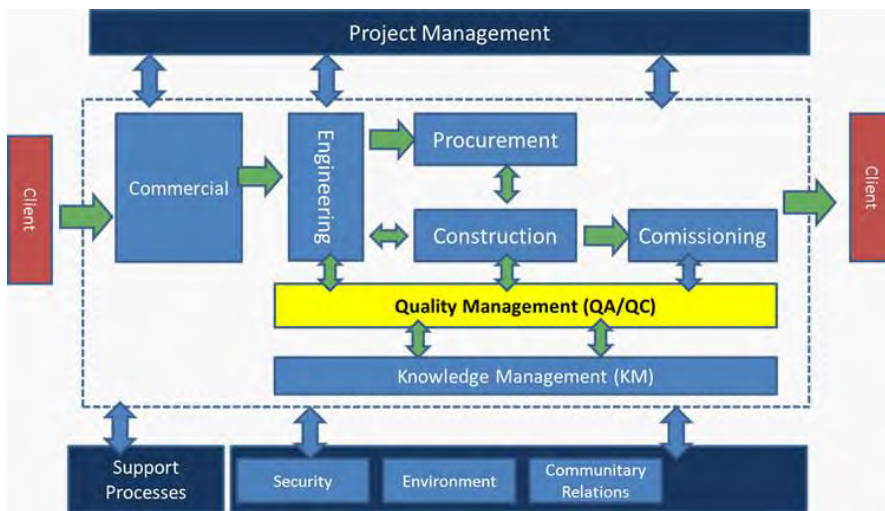 Project Management
Client
Commercial
Engineering
Procurement
Construction
Comissioning
Client
Quality Management (QA/QC)
Knowledge Management (KM)
Support
Processes
Security
Environment
Communitary
Relations